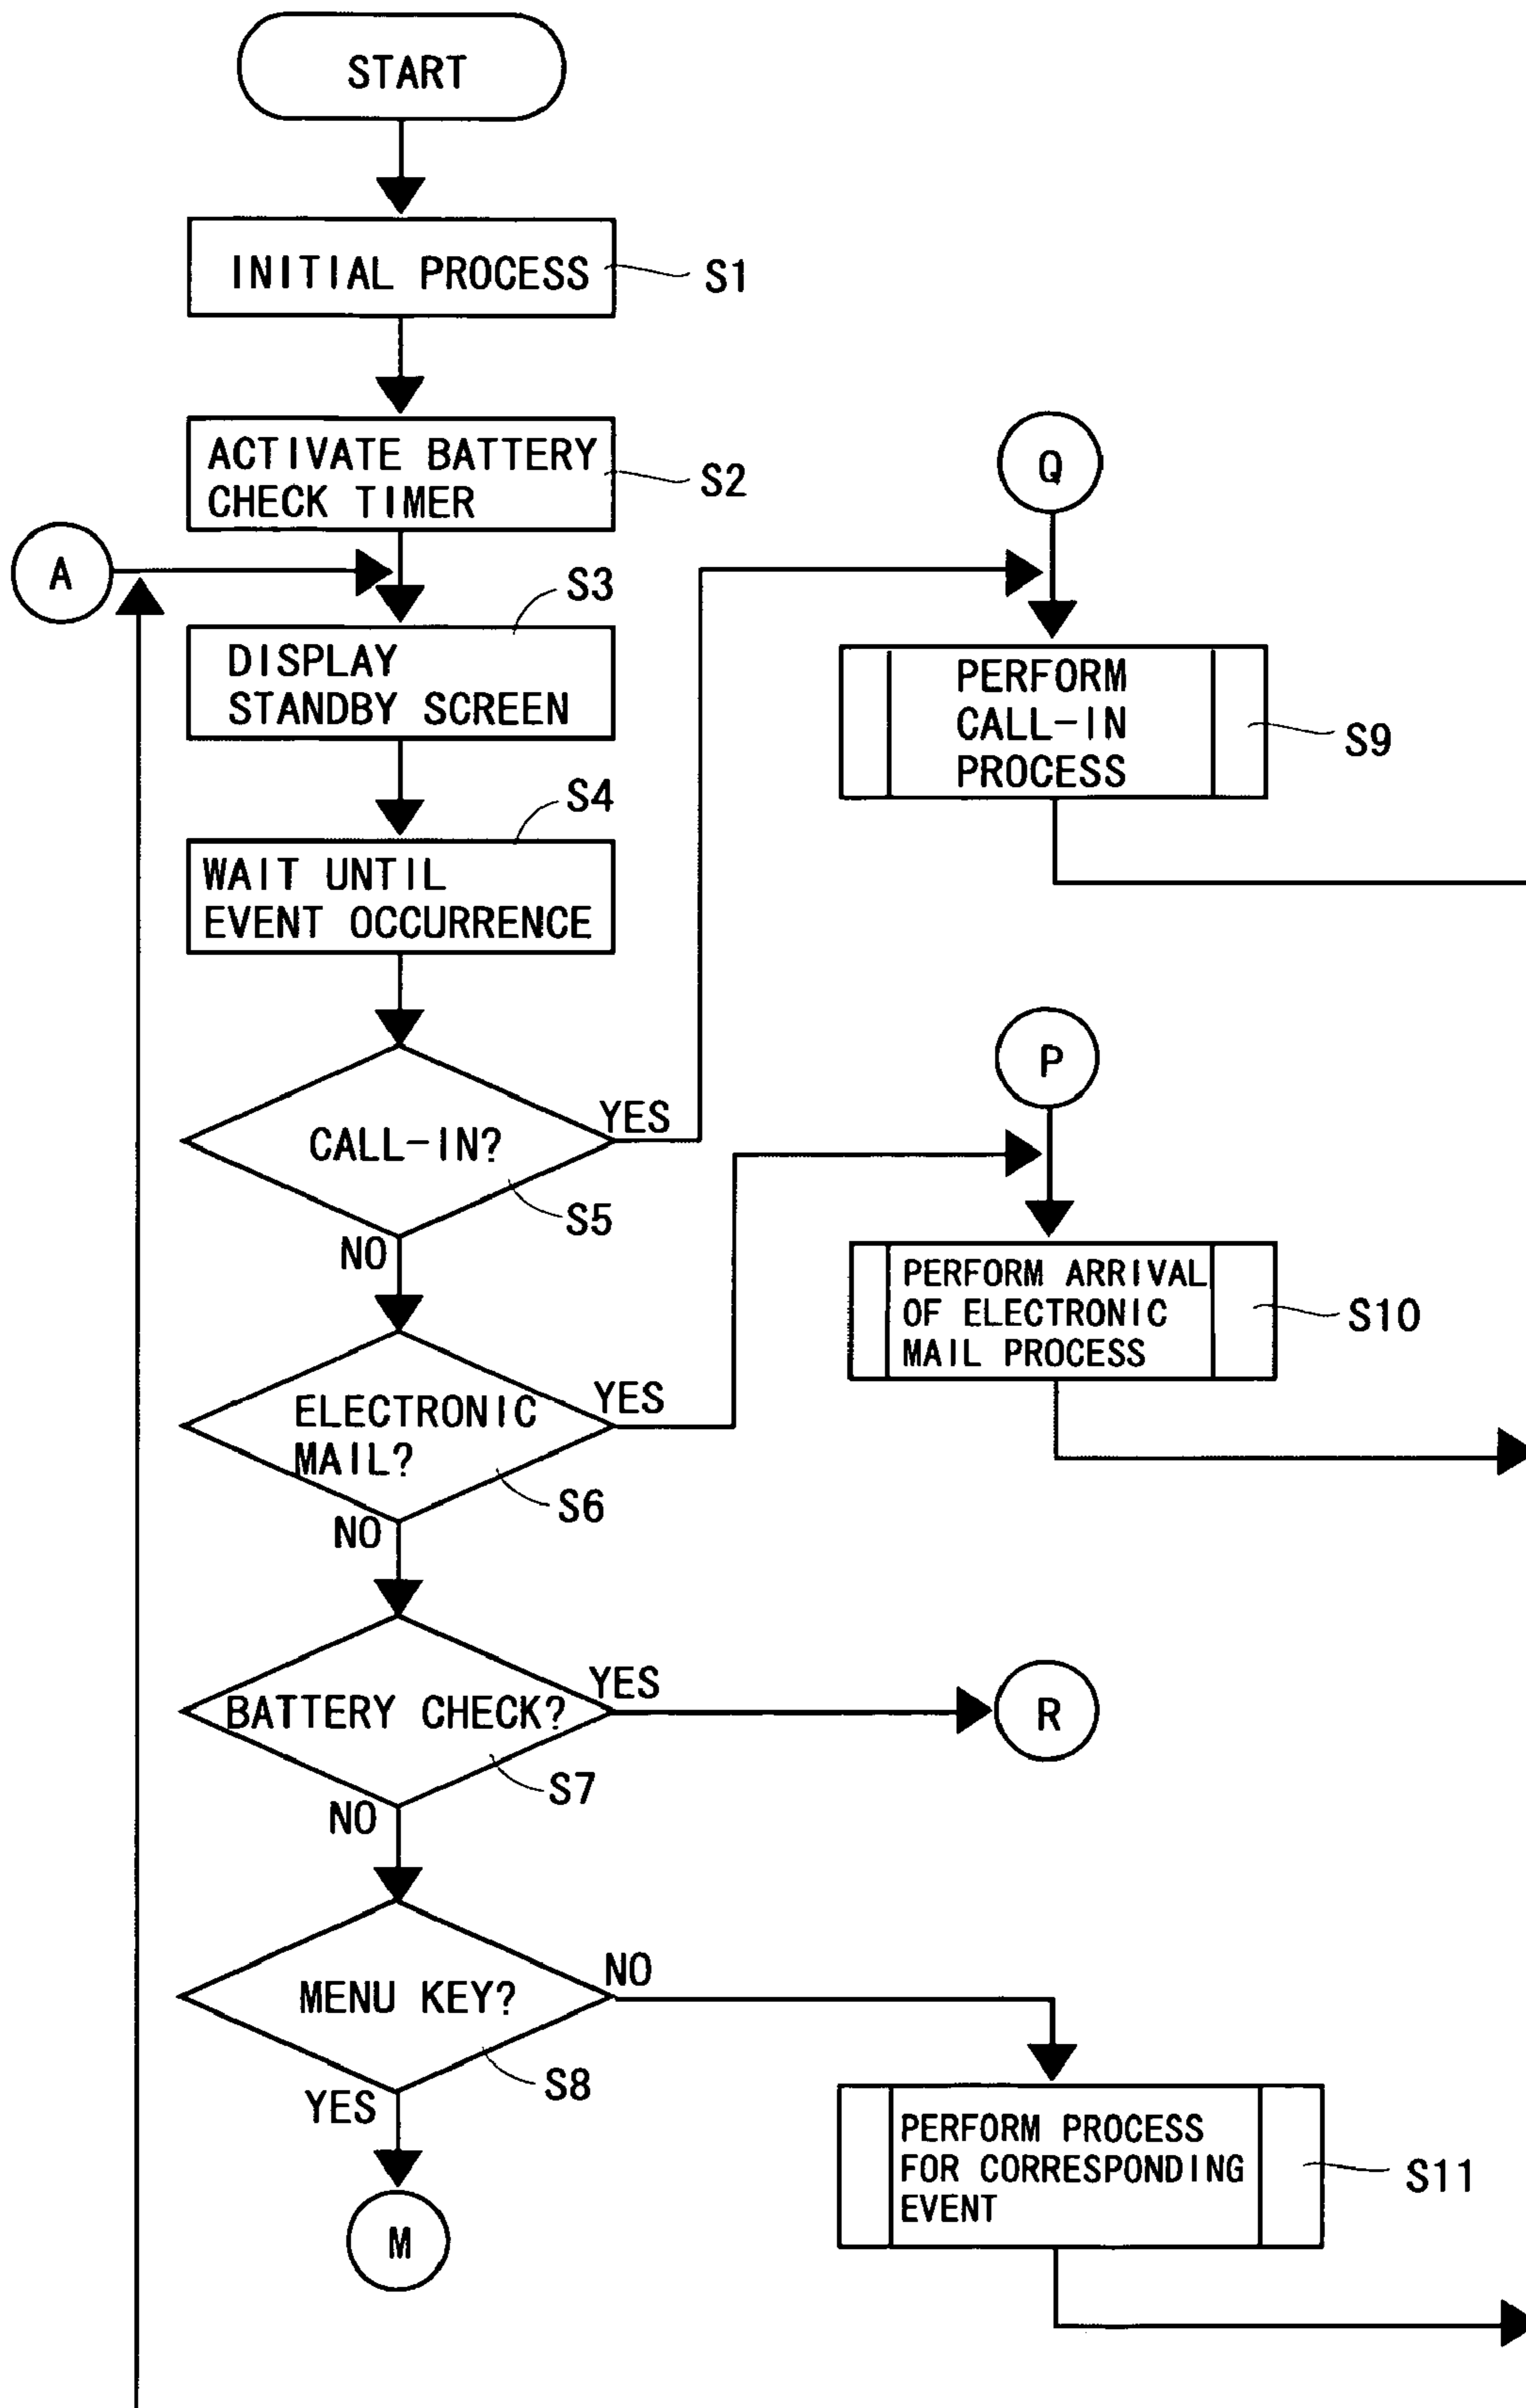 START
INITIAL PROCESS
S1
ACTIVATE BATTERY
CHECK TIMER
S2
A
S3
DISPLAY
STANDBY SCREEN
S4
WAIT UNTIL
EVENT OCCURRENCE
CALL-IN?
YES
S5
NO
ELECTRONIC
MAIL?
YES
S6
NO
BATTERY CHECK?
YES
S7
NO
MENU KEY?
NO
S8
YES
M
Q
PERFORM
CALL-IN
PROCESS
S9
P
PERFORM ARRIVAL
OF ELECTRONIC
MAIL PROCESS
S10
R
PERFORM PROCESS
FOR CORRESPONDING
EVENT
S11